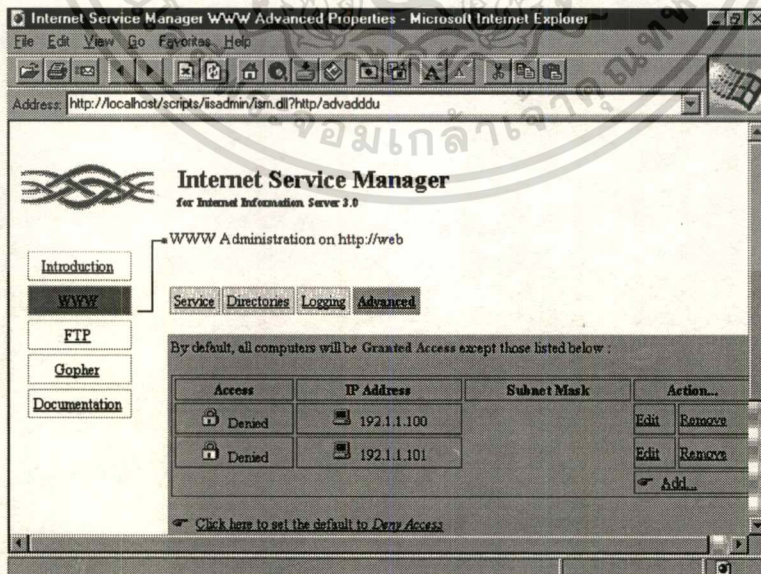 Internet Service Manager WWW Advanced Properties - Microsoft Internet Explorer
File Edit View Go Favorites Help
Address: http://localhost/scripts/iisadmin/ism.dll?http/advadddu
Internet Service Manager
for Internet Information Server 3.0
WWW Administration on http://web
Introduction
WWW
FTP
Gopher
Documentation
Service Directories Logging Advanced
By default, all computers will be Granted Access except those listed below :
Access IP Address Subnet Mask Action...
Denied 192.1.1.100 Edit Remove
Denied 192.1.1.101 Edit Remove
Add...
Click here to set the default to Deny Access